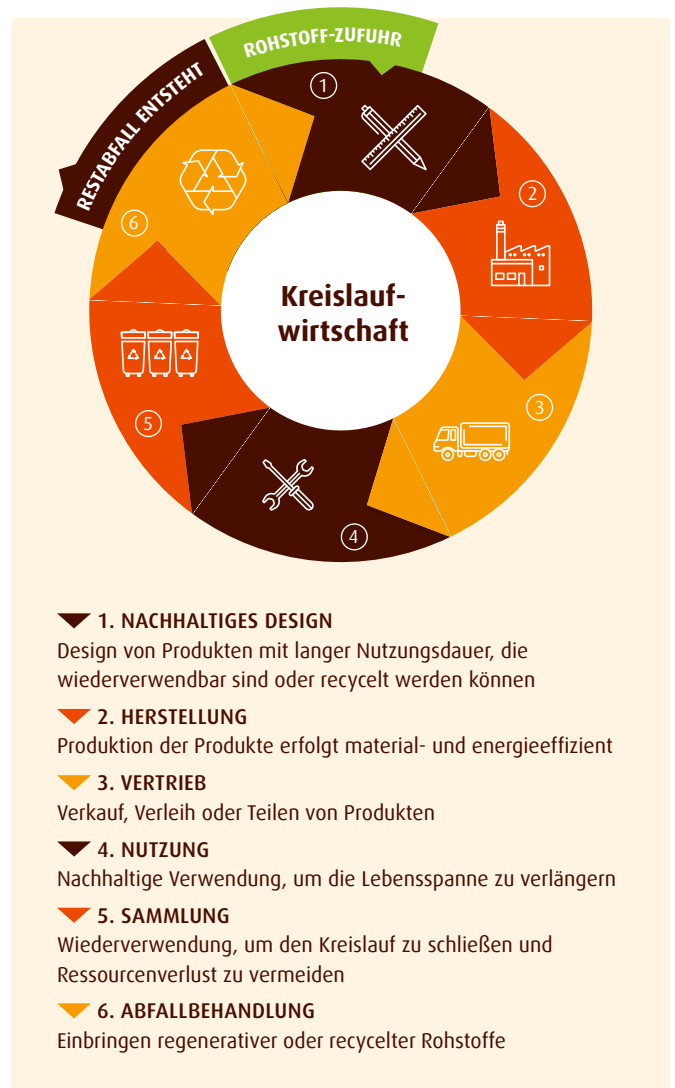 ROHSTOFF-ZUFUHR
RESTABFALL ENTSTEHT
1
2
3
4
5
6
Kreislauf-
wirtschaft
1. NACHHALTIGES DESIGN
Design von Produkten mit langer Nutzungsdauer, die
wiederverwendbar sind oder recycelt werden können
2. HERSTELLUNG
Produktion der Produkte erfolgt material- und energieeffizient
3. VERTRIEB
Verkauf, Verleih oder Teilen von Produkten
4. NUTZUNG
Nachhaltige Verwendung, um die Lebensspanne zu verlängern
5. SAMMLUNG
Wiederverwendung, um den Kreislauf zu schließen und
Ressourcenverlust zu vermeiden
6. ABFALLBEHANDLUNG
Einbringen regenerativer oder recycelter Rohstoffe